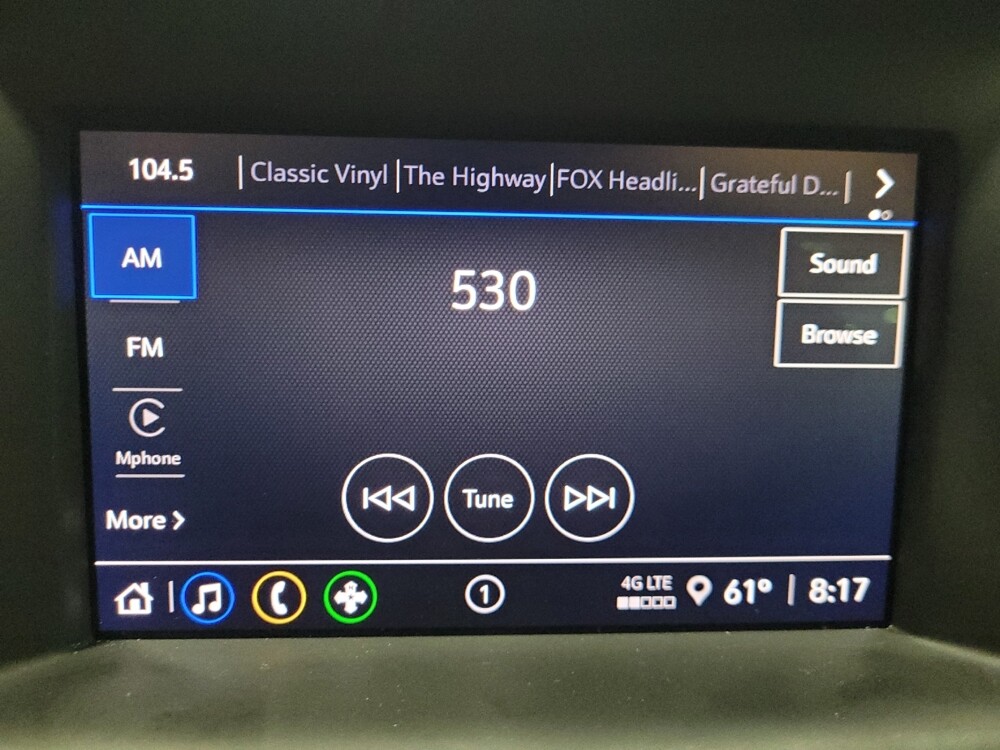 104.5 | Classic Vinyl | The Highway | FOX Headli... | Grateful D... |
AM
530
Sound
Browse
FM
Mphone
Tune
More
1
4G LTE
61° | 8:17